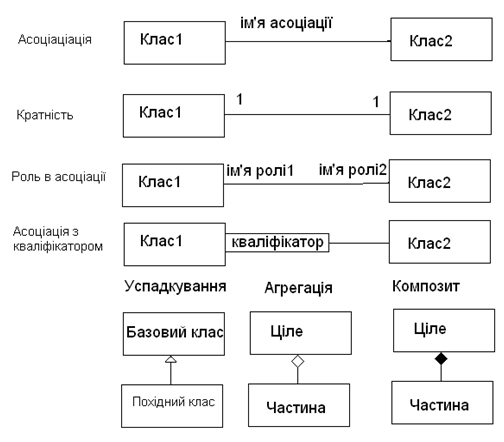 Асоціаціація
Клас1
ім'я асоціації
Клас2
Кратність
Клас1
1
1
Клас2
Роль в асоціації
Клас1
ім'я ролі1
ім'я ролі2
Клас2
Асоціація з
кваліфікатором
Клас1
кваліфікатор
Клас2
Успадкування
Агрегація
Композит
Базовий клас
Ціле
Ціле
Похідний клас
Частина
Частина